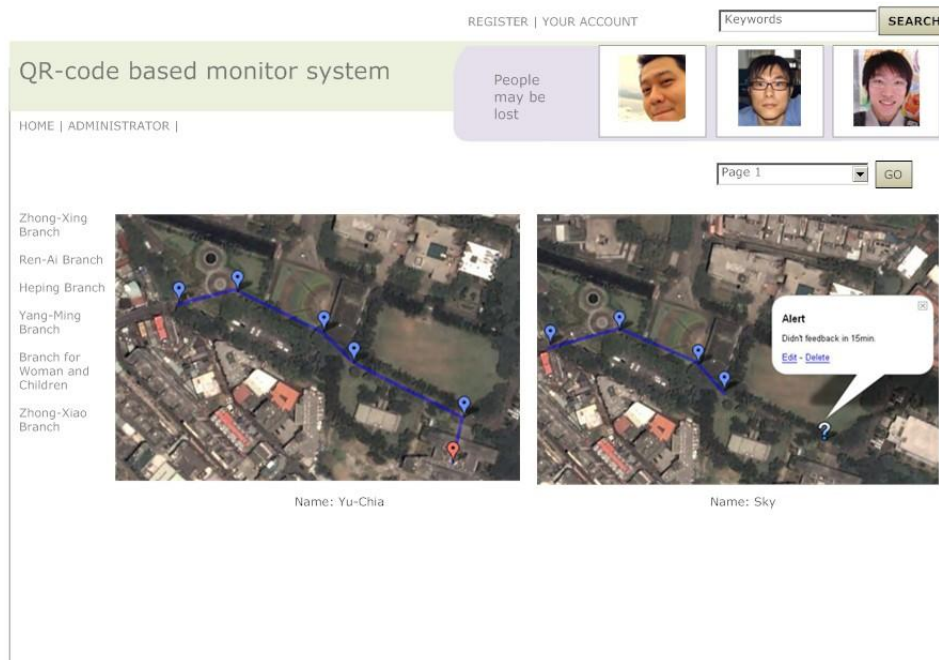 REGISTER | YOUR ACCOUNT
Keywords
SEARCH
QR-code based monitor system
People
may be
lost
HOME | ADMINISTRATOR |
Page 1
GO
Zhong-Xing
Branch
Ren-Ai Branch
Heping Branch
Yang-Ming
Branch
Branch for
Woman and
Children
Zhong-Xiao
Branch
Alert
Didn't feedback in 15min.
Edit - Delete
?
Name: Yu-Chia
Name: Sky